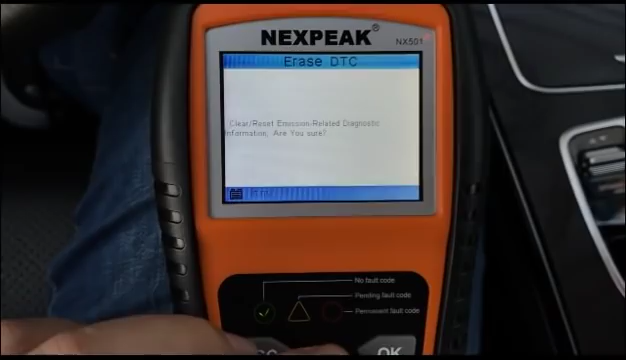 NEXPEAK®
NX501
Erase DTC
Clear/Reset Emission-Related Diagnostic
Information, Are You sure?
No fault code
Pending fault code
Permanent fault code
OK